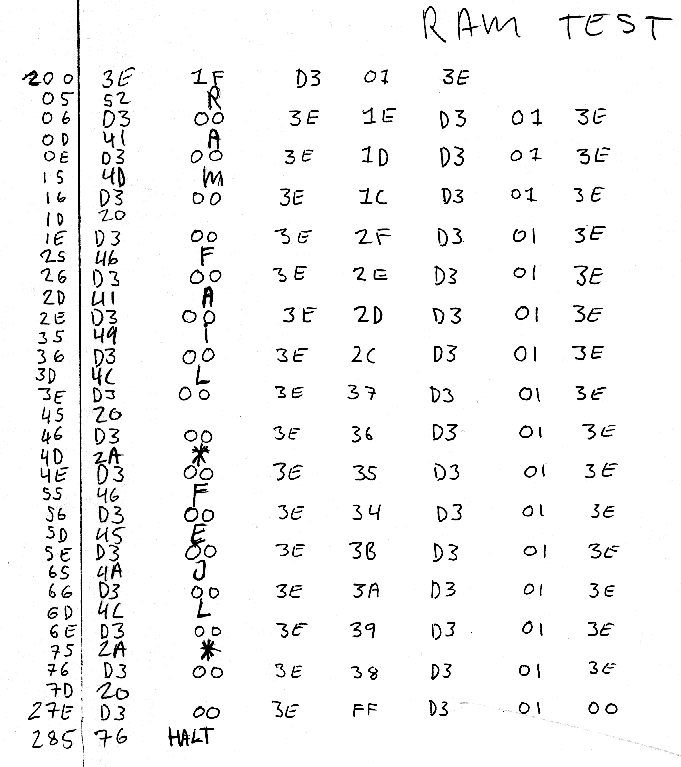 RAM TEST
200 3E 1F D3 01 3E
05 52 R
06 D3 00 3E 1E D3 01 3E
0D 41 A
0E D3 00 3E 1D D3 01 3E
15 4D M
16 D3 00 3E 1C D3 01 3E
1D 20
1E D3 00 3E 2F D3 01 3E
25 46 F
26 D3 00 3E 2E D3 01 3E
2D 41 A
2E D3 00 3E 2D D3 01 3E
35 49 I
36 D3 00 3E 2C D3 01 3E
3D 4C L
3E D3 00 3E 37 D3 01 3E
45 20
46 D3 00 3E 36 D3 01 3E
4D 2A *
4E D3 00 3E 35 D3 01 3E
55 46 F
56 D3 00 3E 34 D3 01 3E
5D 45 E
5E D3 00 3E 3B D3 01 3E
65 4A J
66 D3 00 3E 3A D3 01 3E
6D 4C L
6E D3 00 3E 39 D3 01 3E
75 2A *
76 D3 00 3E 38 D3 01 3E
7D 20
27E D3 00 3E FF D3 01 00
285 76 HALT